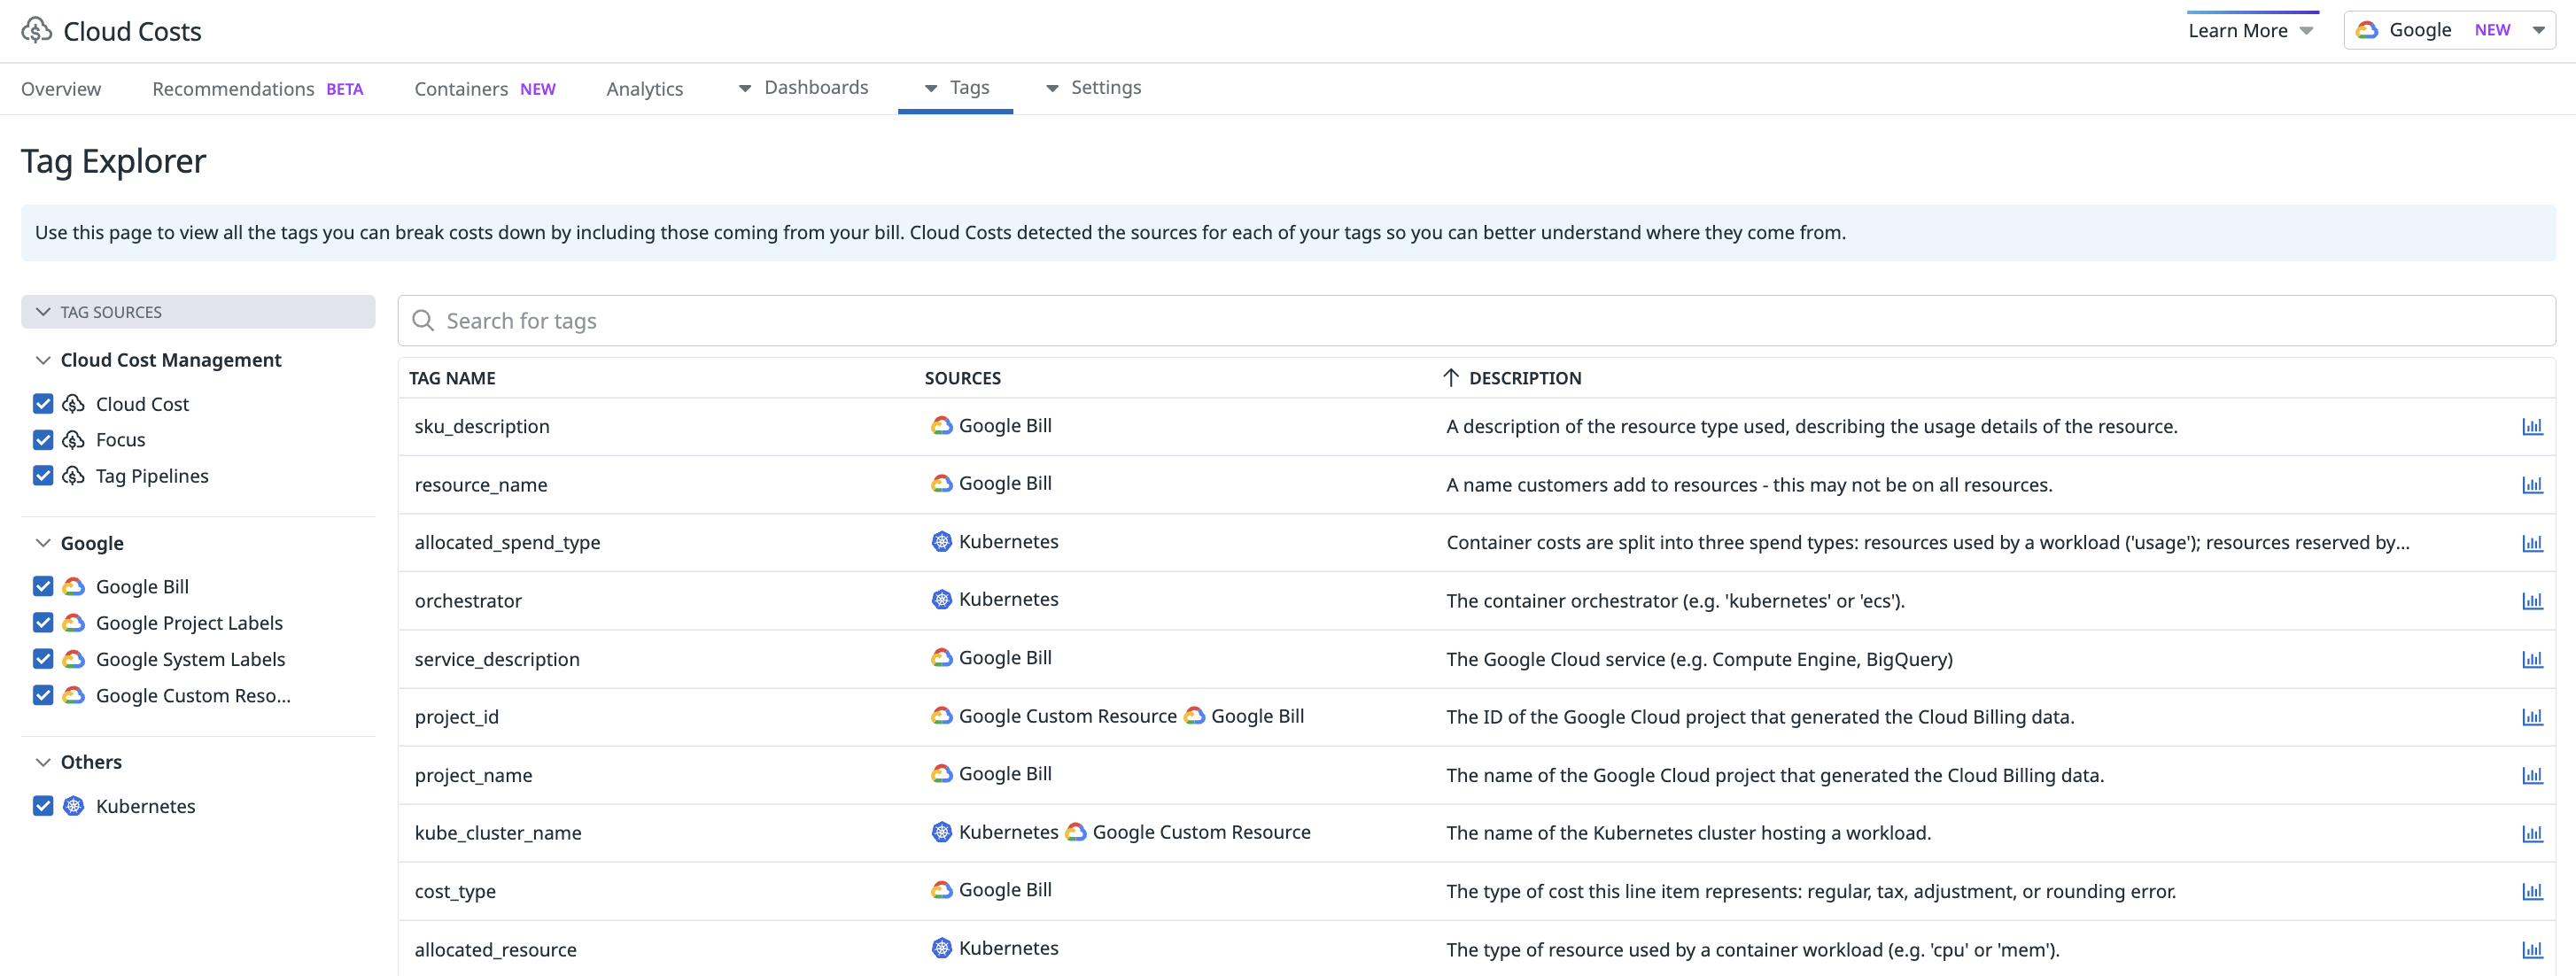 Cloud Costs
Learn More
Google NEW
Overview
Recommendations BETA
Containers NEW
Analytics
Dashboards
Tags
Settings
Tag Explorer
Use this page to view all the tags you can break costs down by including those coming from your bill. Cloud Costs detected the sources for each of your tags so you can better understand where they come from.
TAG SOURCES
Cloud Cost Management
Cloud Cost
Focus
Tag Pipelines
Google
Google Bill
Google Project Labels
Google System Labels
Google Custom Reso...
Others
Kubernetes
Search for tags
TAG NAME SOURCES DESCRIPTION
sku_description Google Bill A description of the resource type used, describing the usage details of the resource.
resource_name Google Bill A name customers add to resources - this may not be on all resources.
allocated_spend_type Kubernetes Container costs are split into three spend types: resources used by a workload ('usage'); resources reserved by...
orchestrator Kubernetes The container orchestrator (e.g. 'kubernetes' or 'ecs').
service_description Google Bill The Google Cloud service (e.g. Compute Engine, BigQuery)
project_id Google Custom Resource Google Bill The ID of the Google Cloud project that generated the Cloud Billing data.
project_name Google Bill The name of the Google Cloud project that generated the Cloud Billing data.
kube_cluster_name Kubernetes Google Custom Resource The name of the Kubernetes cluster hosting a workload.
cost_type Google Bill The type of cost this line item represents: regular, tax, adjustment, or rounding error.
allocated_resource Kubernetes The type of resource used by a container workload (e.g. 'cpu' or 'mem').